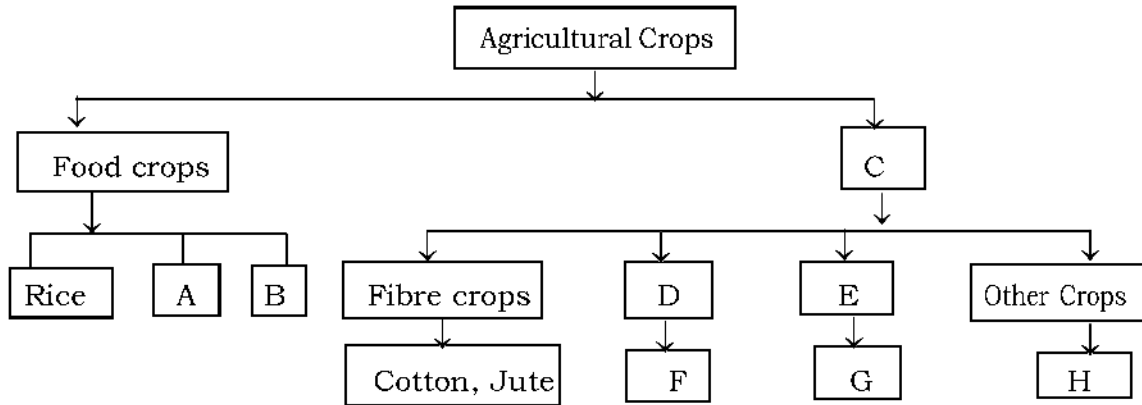 Agricultural Crops
Food crops
C
Rice
A
B
Fibre crops
D
E
Other Crops
Cotton, Jute
F
G
H